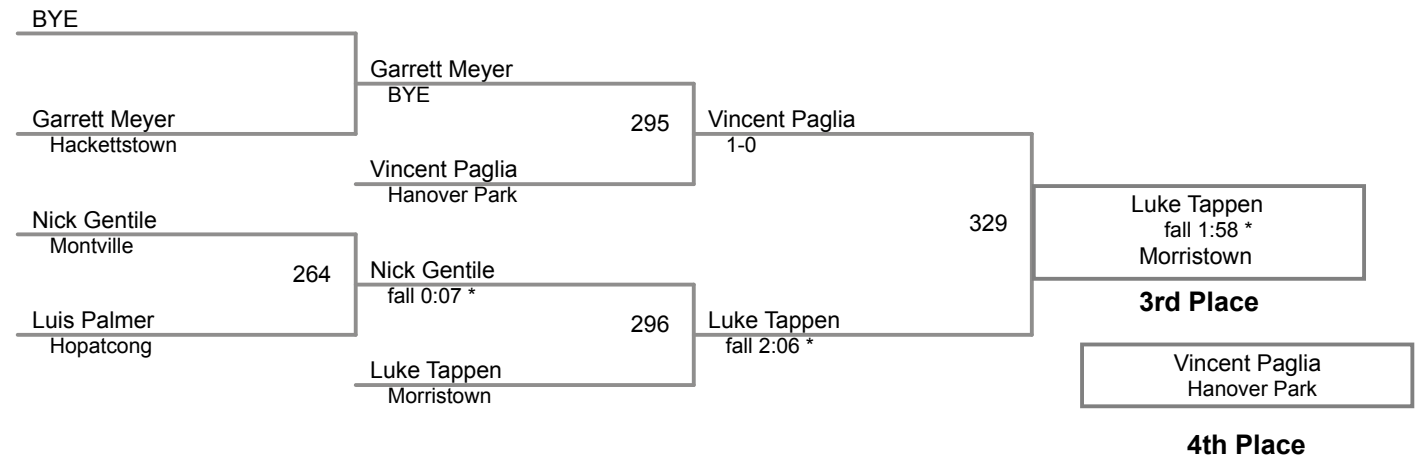 BYE
Garrett Meyer
Hackettstown
Nick Gentile
Montville
264
Luis Palmer
Hopatcong
Garrett Meyer
BYE
295
Vincent Paglia
Hanover Park
Nick Gentile
fall 0:07 *
296
Luke Tappen
Morristown
Vincent Paglia
1-0
329
Luke Tappen
fall 2:06 *
Luke Tappen
fall 1:58 *
Morristown
3rd Place
Vincent Paglia
Hanover Park
4th Place